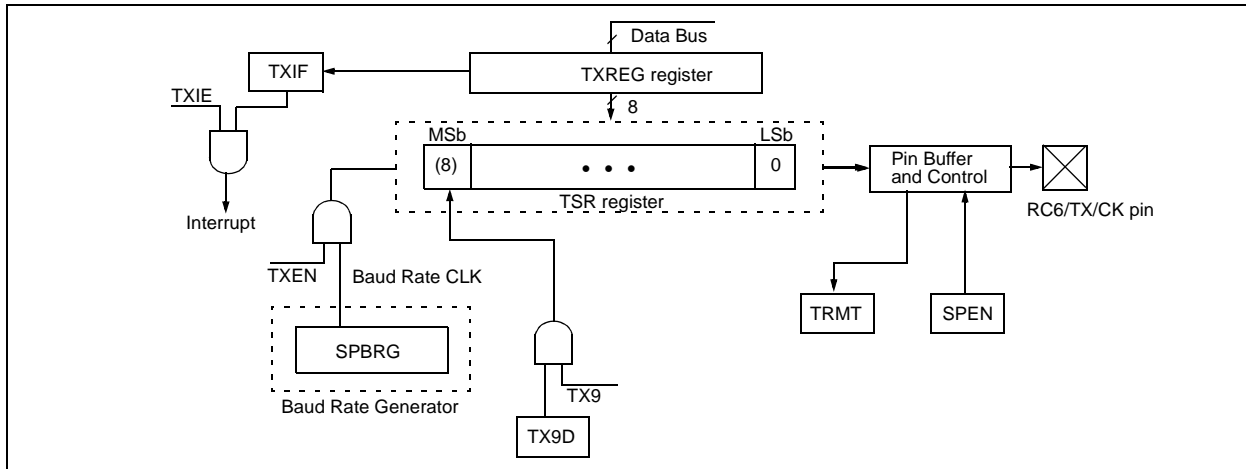 Data Bus
TXIF
TXREG register
TXIE
8
MSb
LSb
(8)
• • •
0
Pin Buffer
and Control
TSR register
Interrupt
RC6/TX/CK pin
TXEN
Baud Rate CLK
TRMT
SPEN
SPBRG
TX9
Baud Rate Generator
TX9D